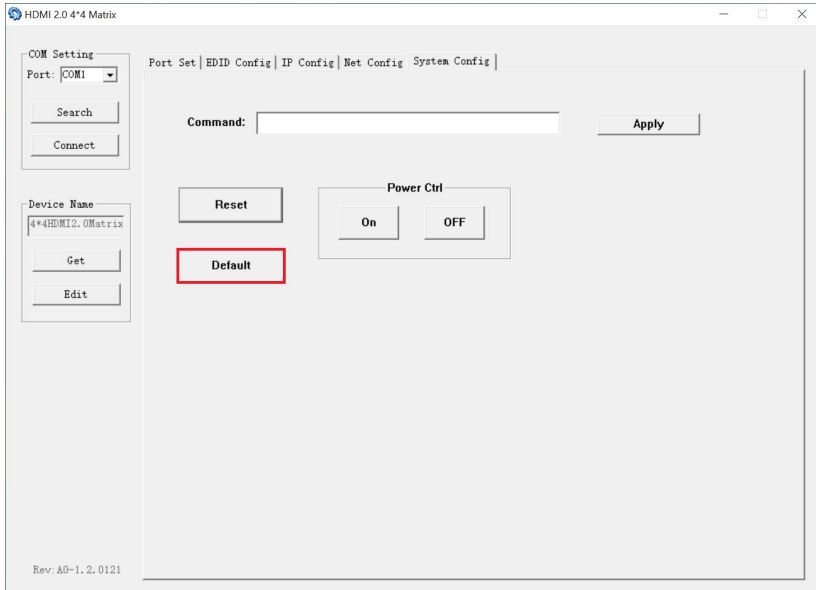 HDMI 2.0 4*4 Matrix
COM Setting
Port: COM1
Search
Connect
Device Name
4*4HDMI2.0Matrix
Get
Edit
Rev:A0-1.2.0121
Port Set EDID Config IP Config Net Config System Config
Command:
Apply
Reset
Default
Power Ctrl
On OFF